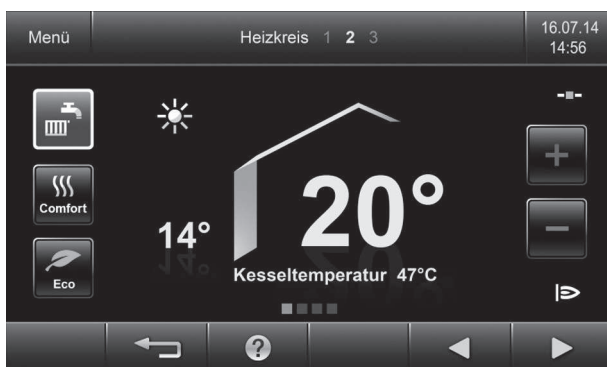 Menü
Heizkreis 1 2 3
16.07.14
14:56
Comfort
Eco
14°
20°
Kesseltemperatur 47°C
+
−
?